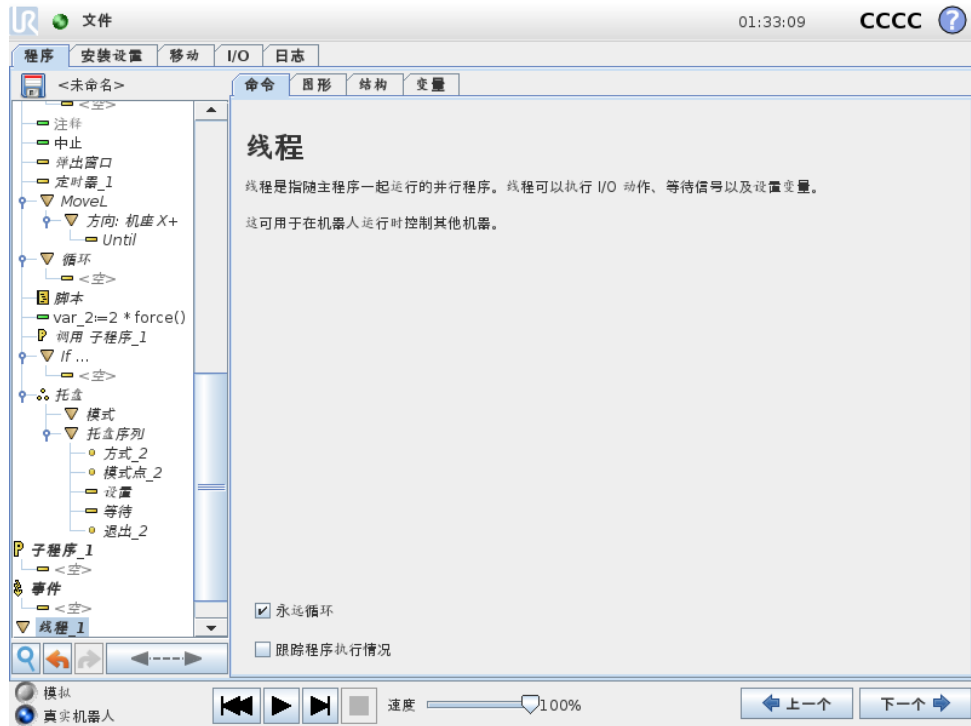 UR 文件 01:33:09 CCCC ?
程序 安装设置 移动 I/O 日志
<未命名> 命令 图形 结构 变量
<空>
注释
中止
弹出窗口
定时器_1
MoveL
方向: 机座 X+
Until
循环
<空>
脚本
var_2:=2 * force()
P 调用 子程序_1
If ...
<空>
托盘
模式
托盘序列
方式_2
模式点_2
设置
等待
退出_2
P 子程序_1
<空>
事件
<空>
线程_1
线程
线程是指随主程序一起运行的并行程序。线程可以执行 I/O 动作、等待信号以及设置变量。
这可用于在机器人运行时控制其他机器。
永远循环
跟踪程序执行情况
模拟
真实机器人
速度 100%
上一个 下一个